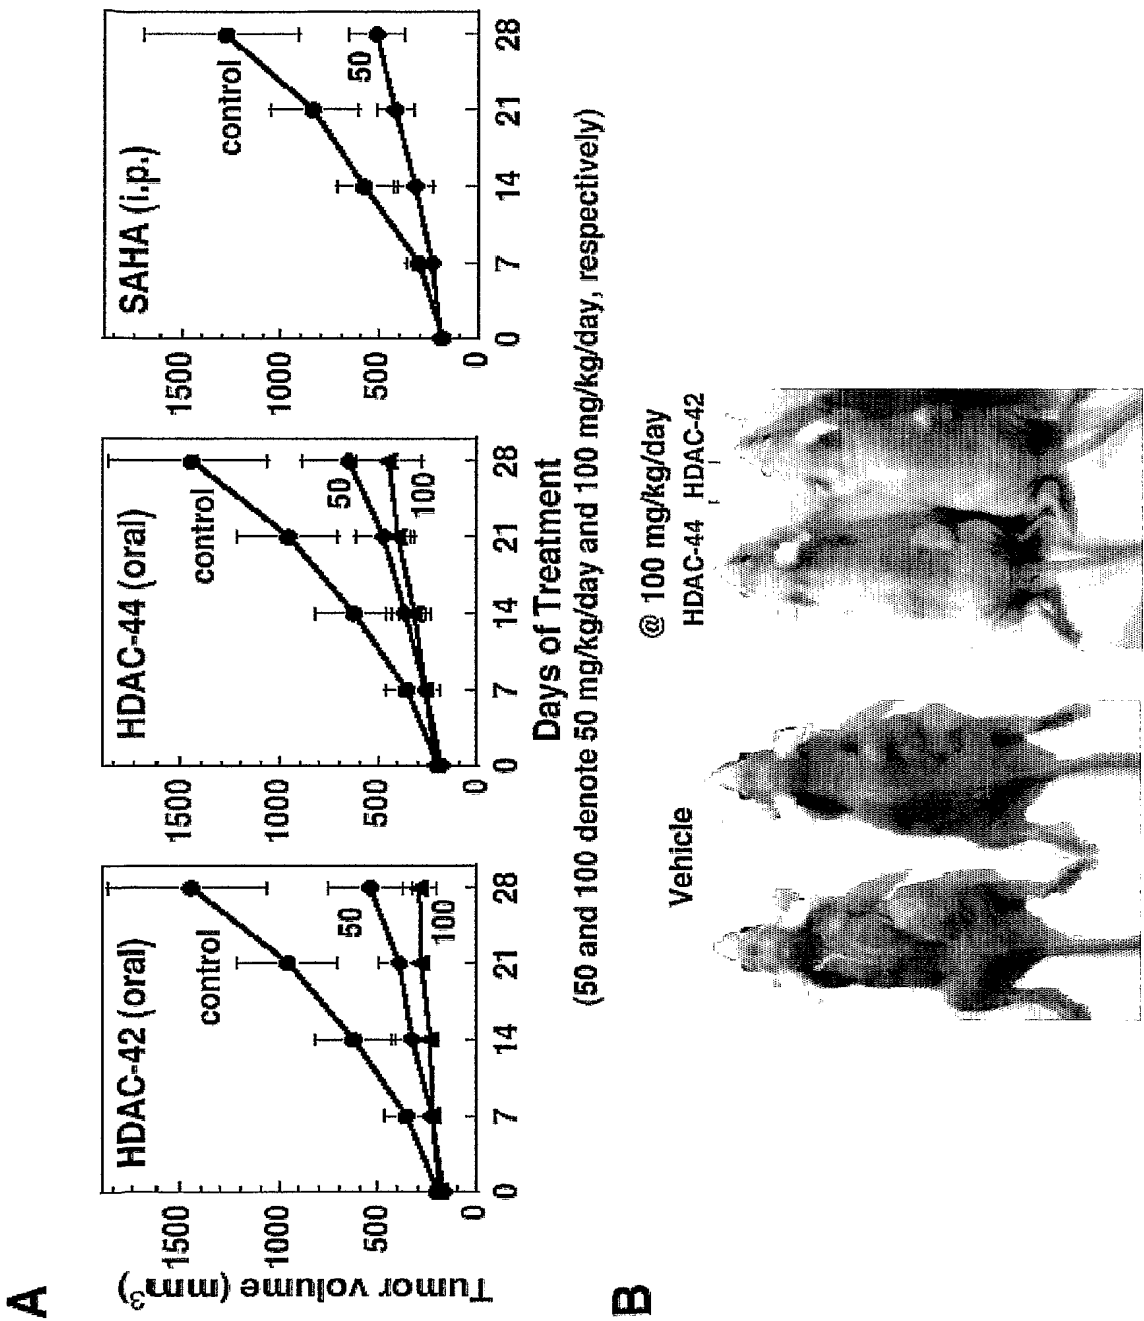 A
Tumor volume (mm³)
HDAC-42 (oral)
1500
1000
500
0
control
50
100
0 7 14 21 28
HDAC-44 (oral)
1500
1000
500
0
control
50
100
0 7 14 21 28
SAHA (i.p.)
1500
1000
500
0
control
50
0 7 14 21 28
Days of Treatment
(50 and 100 denote 50 mg/kg/day and 100 mg/kg/day, respectively)
B
Vehicle
@ 100 mg/kg/day
HDAC-44 HDAC-42